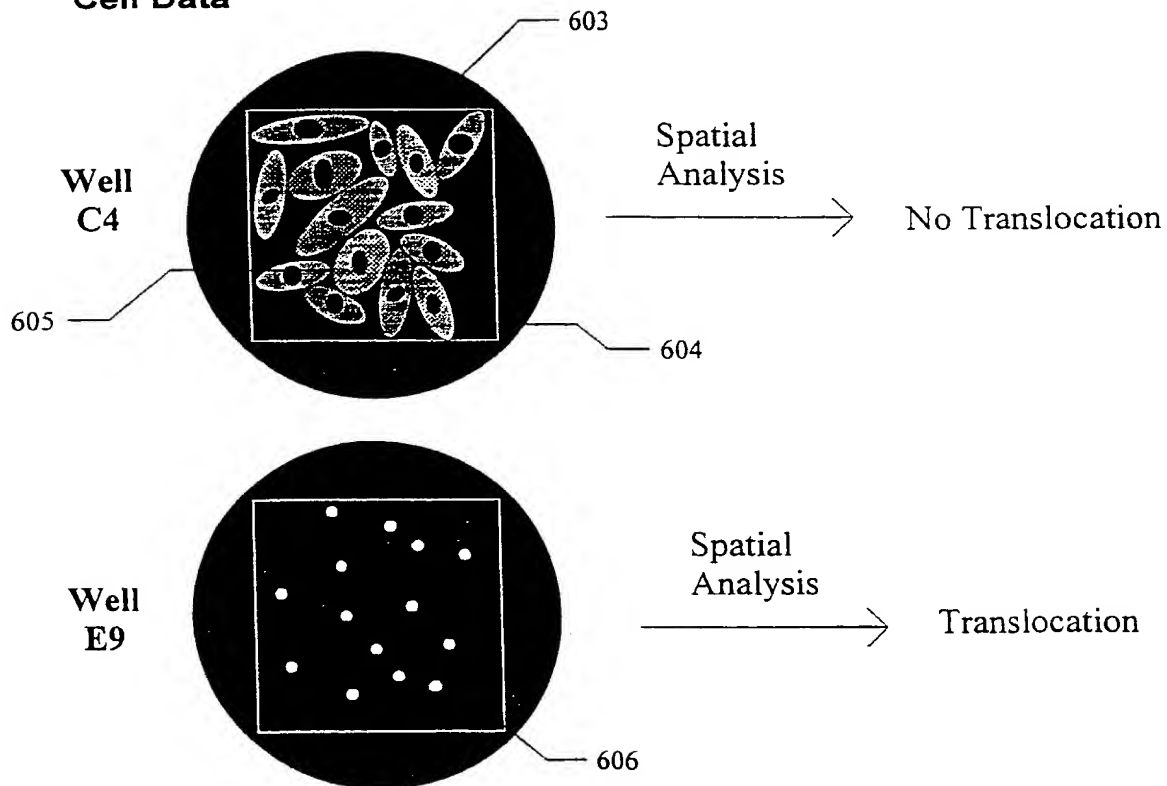 Cell Data
603
Well
C4
Spatial
Analysis
No Translocation
605
604
Well
E9
Spatial
Analysis
Translocation
606